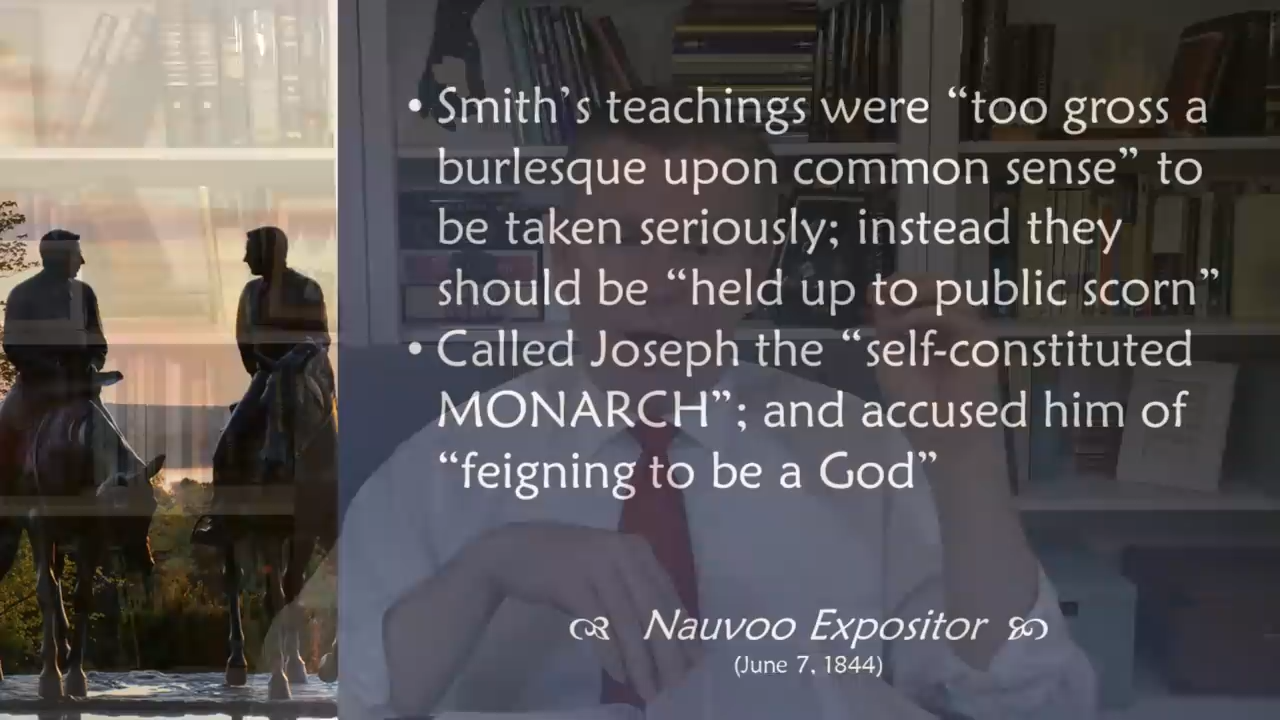 • Smith’s teachings were “too gross a
burlesque upon common sense” to
be taken seriously; instead they
should be “held up to public scorn”
• Called Joseph the “self-constituted
MONARCH”; and accused him of
“feigning to be a God”
Nauvoo Expositor
(June 7, 1844)